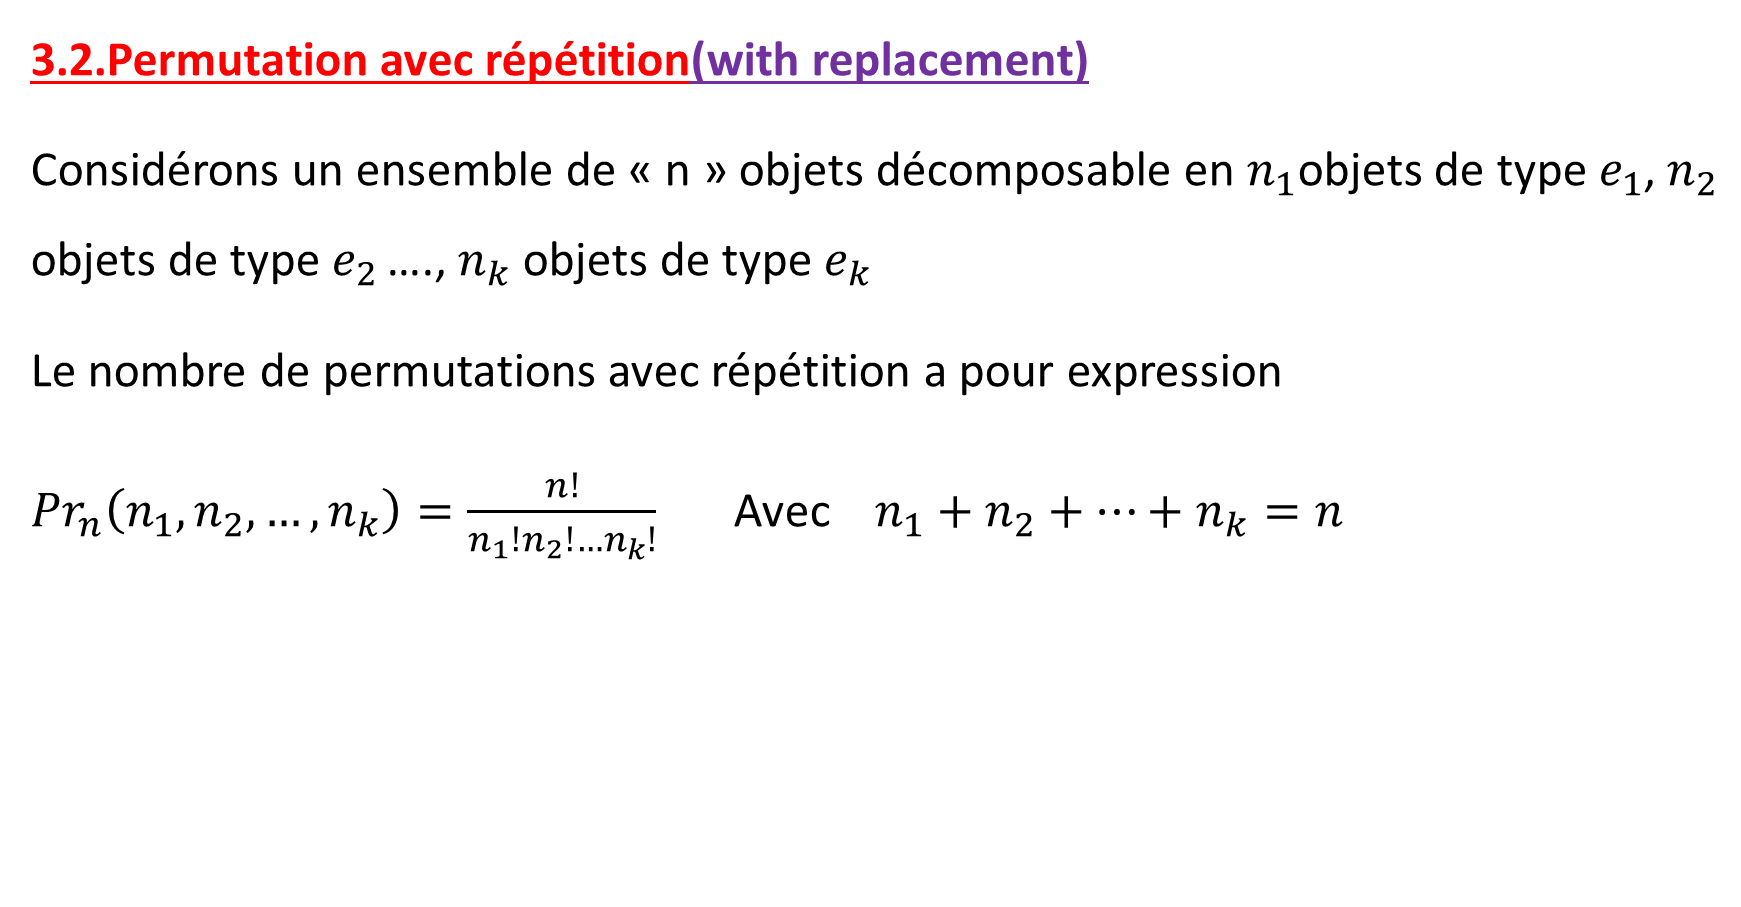 3.2.Permutation avec répétition(with replacement)
Considérons un ensemble de « n » objets décomposable en 𝑛₁objets de type 𝑒₁, 𝑛₂
objets de type 𝑒₂ …., 𝑛ₖ objets de type 𝑒ₖ
Le nombre de permutations avec répétition a pour expression
𝑃𝑟ₙ(𝑛₁, 𝑛₂, … , 𝑛ₖ) = 𝑛! / 𝑛₁!𝑛₂!…𝑛ₖ! Avec 𝑛₁ + 𝑛₂ + ⋯ + 𝑛ₖ = 𝑛